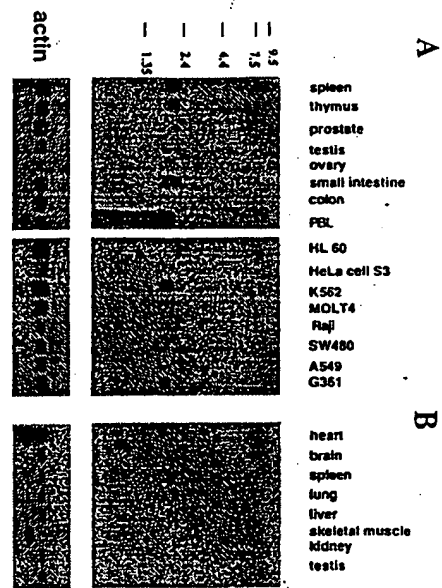 A
spleen
thymus
prostate
testis
ovary
small intestine
colon
PBL
HL 60
HeLa cell S3
K562
MOLT4
Raji
SW480
A549
G361
B
heart
brain
spleen
lung
liver
skeletal muscle
kidney
testis
9.5
7.5
4.4
2.4
1.35
actin